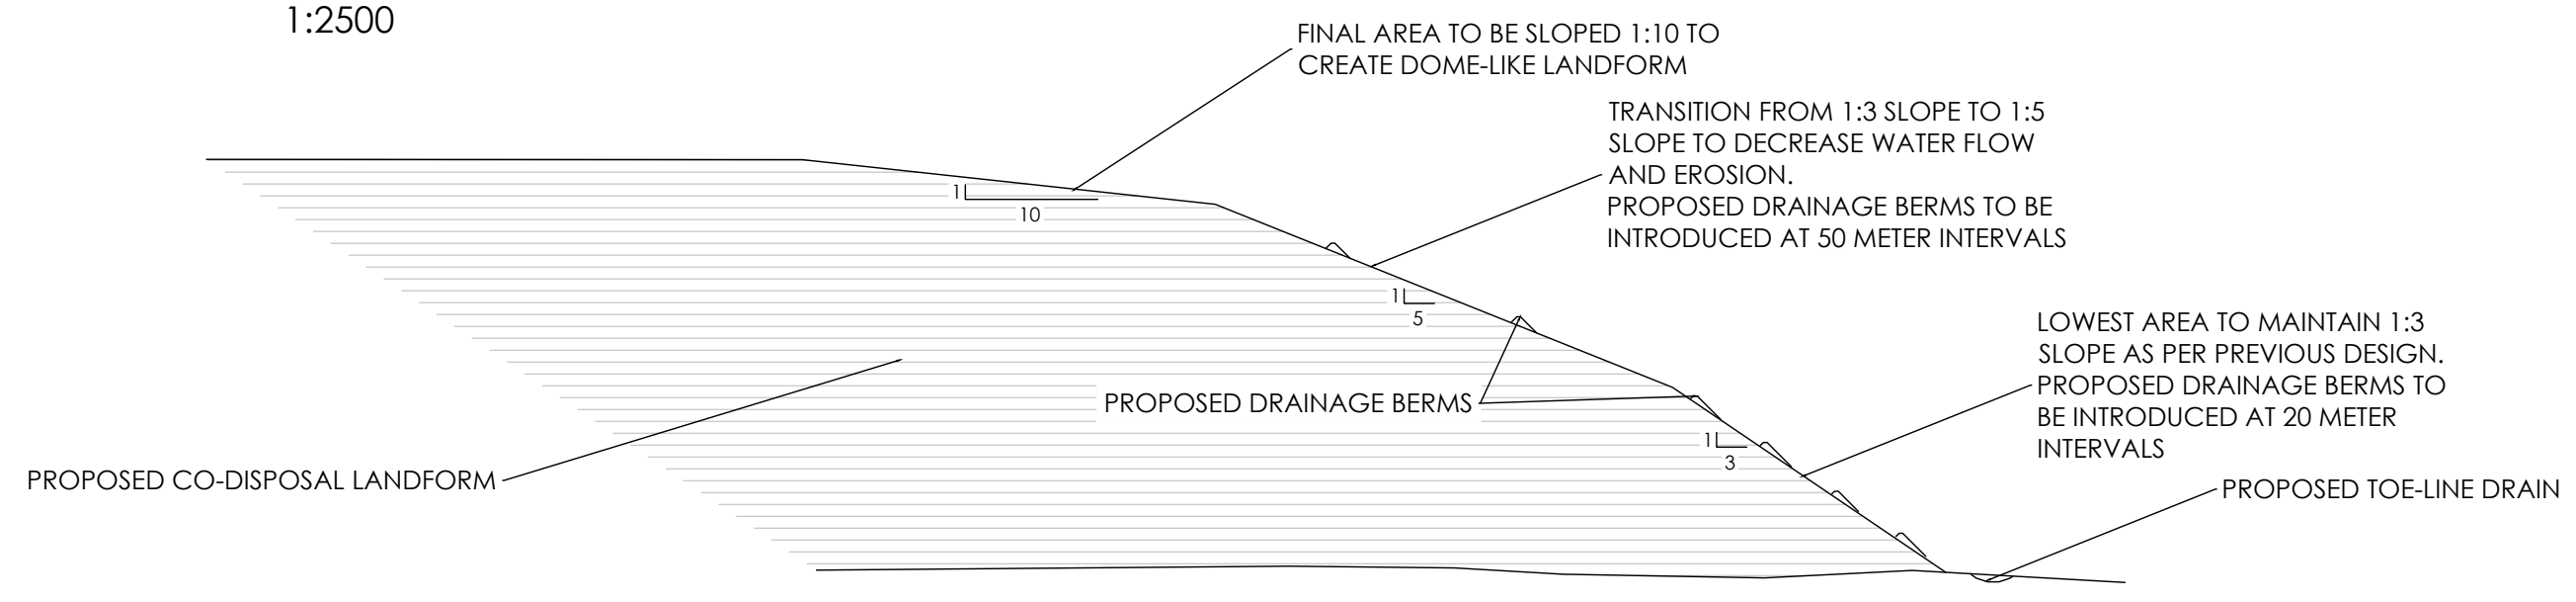 1:2500
FINAL AREA TO BE SLOPED 1:10 TO
CREATE DOME-LIKE LANDFORM
TRANSITION FROM 1:3 SLOPE TO 1:5
SLOPE TO DECREASE WATER FLOW
AND EROSION.
PROPOSED DRAINAGE BERMS TO BE
INTRODUCED AT 50 METER INTERVALS
1
10
1
5
LOWEST AREA TO MAINTAIN 1:3
SLOPE AS PER PREVIOUS DESIGN.
PROPOSED DRAINAGE BERMS TO
BE INTRODUCED AT 20 METER
INTERVALS
PROPOSED DRAINAGE BERMS
1
3
PROPOSED CO-DISPOSAL LANDFORM
PROPOSED TOE-LINE DRAIN